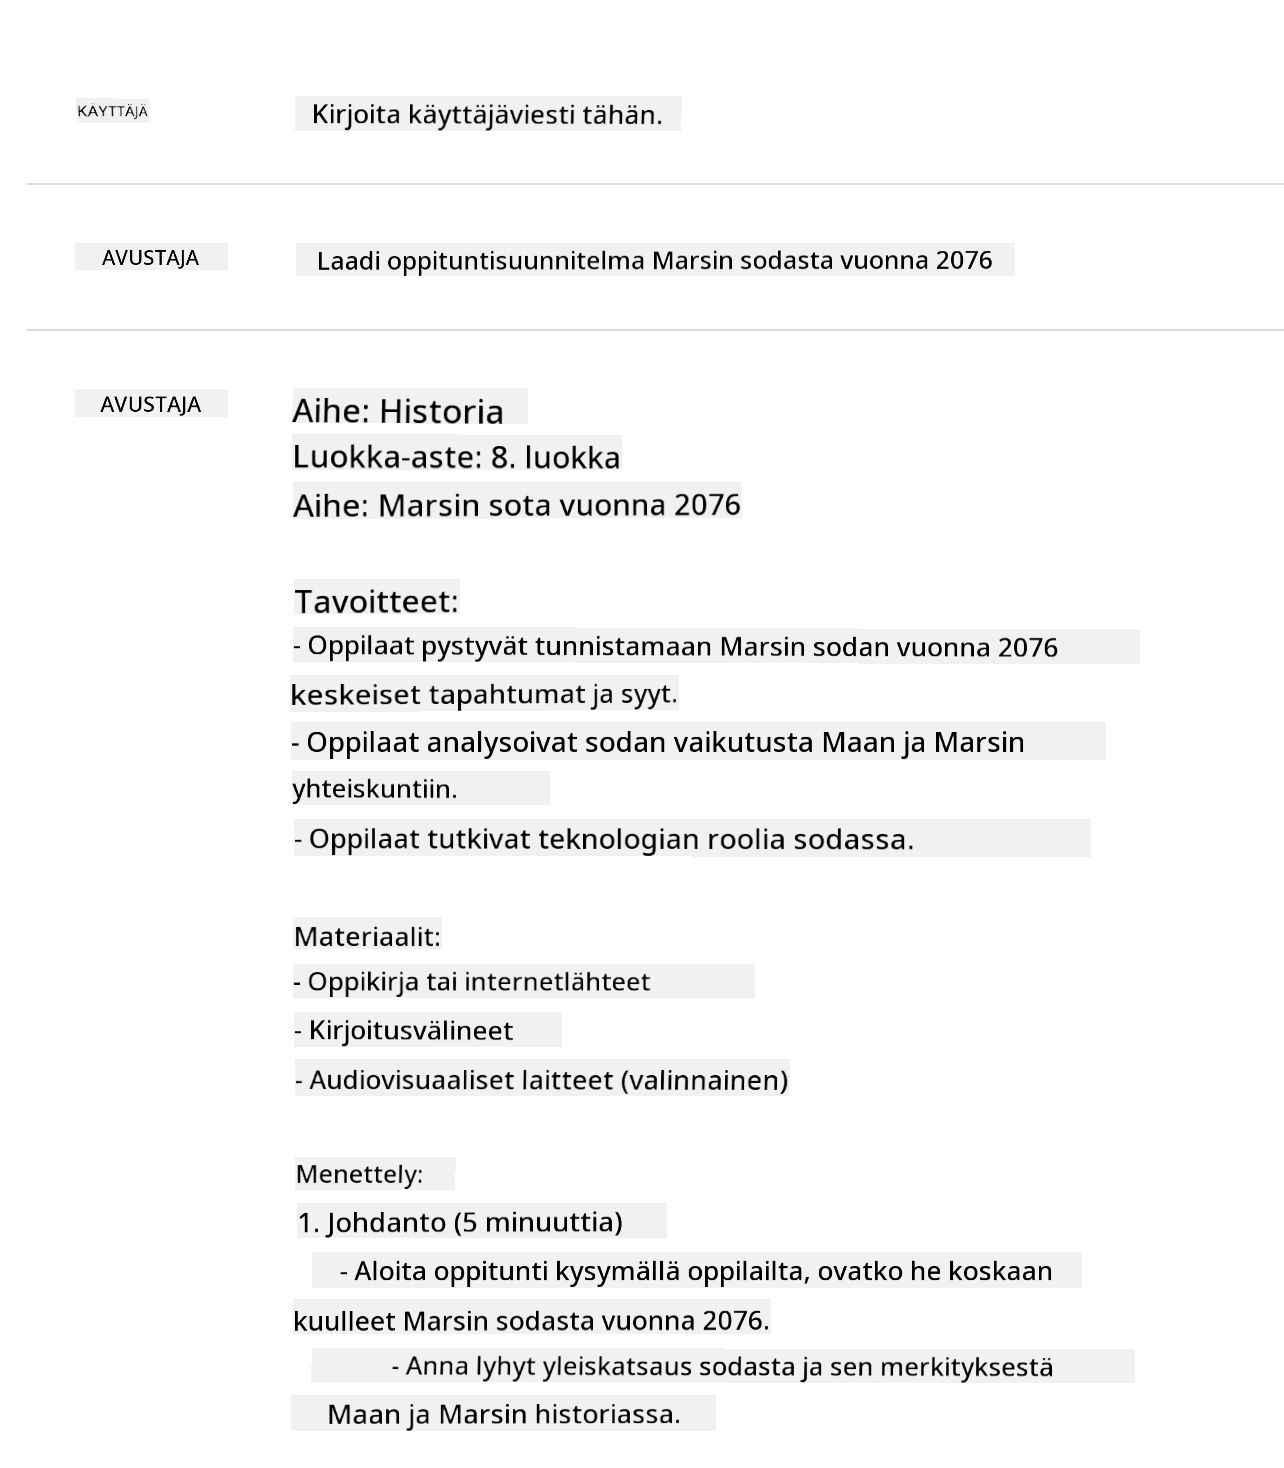 KÄYTTÄJÄ
Kirjoita käyttäjäviesti tähän.
AVUSTAJA
Laadi oppituntisuunnitelma Marsin sodasta vuonna 2076
AVUSTAJA
Aihe: Historia
Luokka-aste: 8. luokka
Aihe: Marsin sota vuonna 2076
Tavoitteet:
- Oppilaat pystyvät tunnistamaan Marsin sodan vuonna 2076
keskeiset tapahtumat ja syyt.
- Oppilaat analysoivat sodan vaikutusta Maan ja Marsin
yhteiskuntiin.
- Oppilaat tutkivat teknologian roolia sodassa.
Materiaalit:
- Oppikirja tai internetlähteet
- Kirjoitusvälineet
- Audiovisuaaliset laitteet (valinnainen)
Menettely:
1. Johdanto (5 minuuttia)
- Aloita oppitunti kysymällä oppilailta, ovatko he koskaan
kuulleet Marsin sodasta vuonna 2076.
- Anna lyhyt yleiskatsaus sodasta ja sen merkityksestä
Maan ja Marsin historiassa.